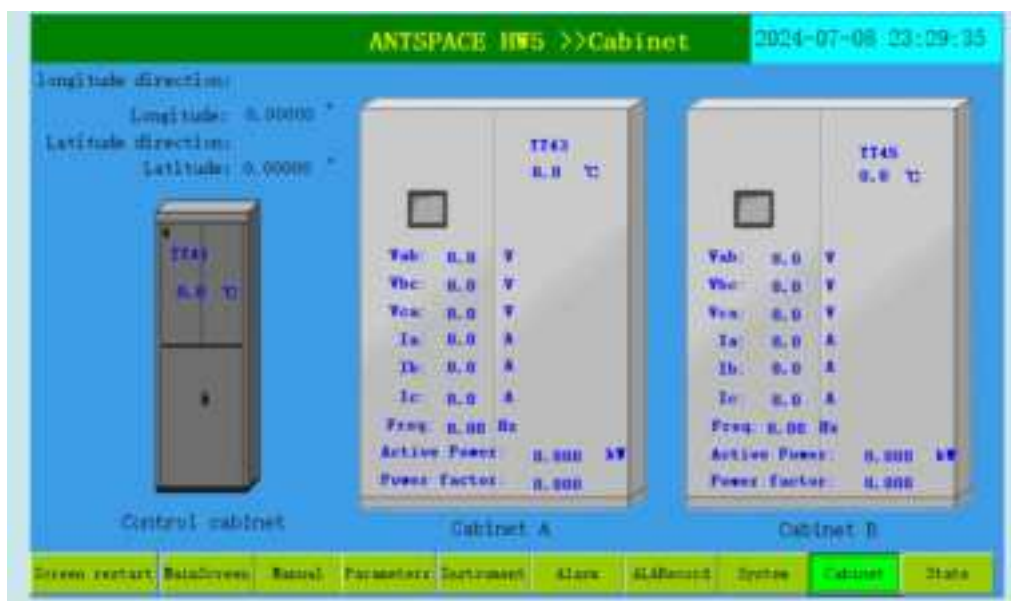 ANTSPACE HW5 >>Cabinet
2024-07-08 23:29:35
longitude direction:
Longitude: 0.00000 °
Latitude direction:
Latitude: 0.00000 °
0.0 ℃
Control cabinet
TT43
0.0 ℃
Vab: 0.0 V
Vbc: 0.0 V
Vca: 0.0 V
Ia: 0.0 A
Ib: 0.0 A
Ic: 0.0 A
Freq: 0.00 Hz
Active Power: 0.000 kW
Power factor: 0.000
Cabinet A
TT45
0.0 ℃
Vab: 0.0 V
Vbc: 0.0 V
Vca: 0.0 V
Ia: 0.0 A
Ib: 0.0 A
Ic: 0.0 A
Freq: 0.00 Hz
Active Power: 0.000 kW
Power factor: 0.000
Cabinet B
Screen restart MainScreen Manual Parameters Instrument Alarm ALARecord System Cabinet State